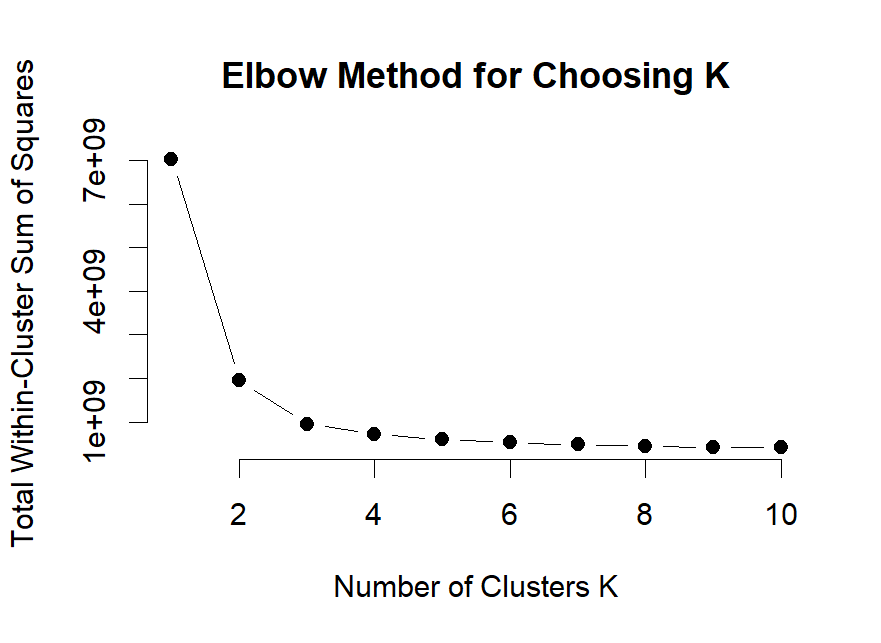 Elbow Method for Choosing K
Total Within-Cluster Sum of Squares
7e+09
4e+09
1e+09
2 4 6 8 10
Number of Clusters K